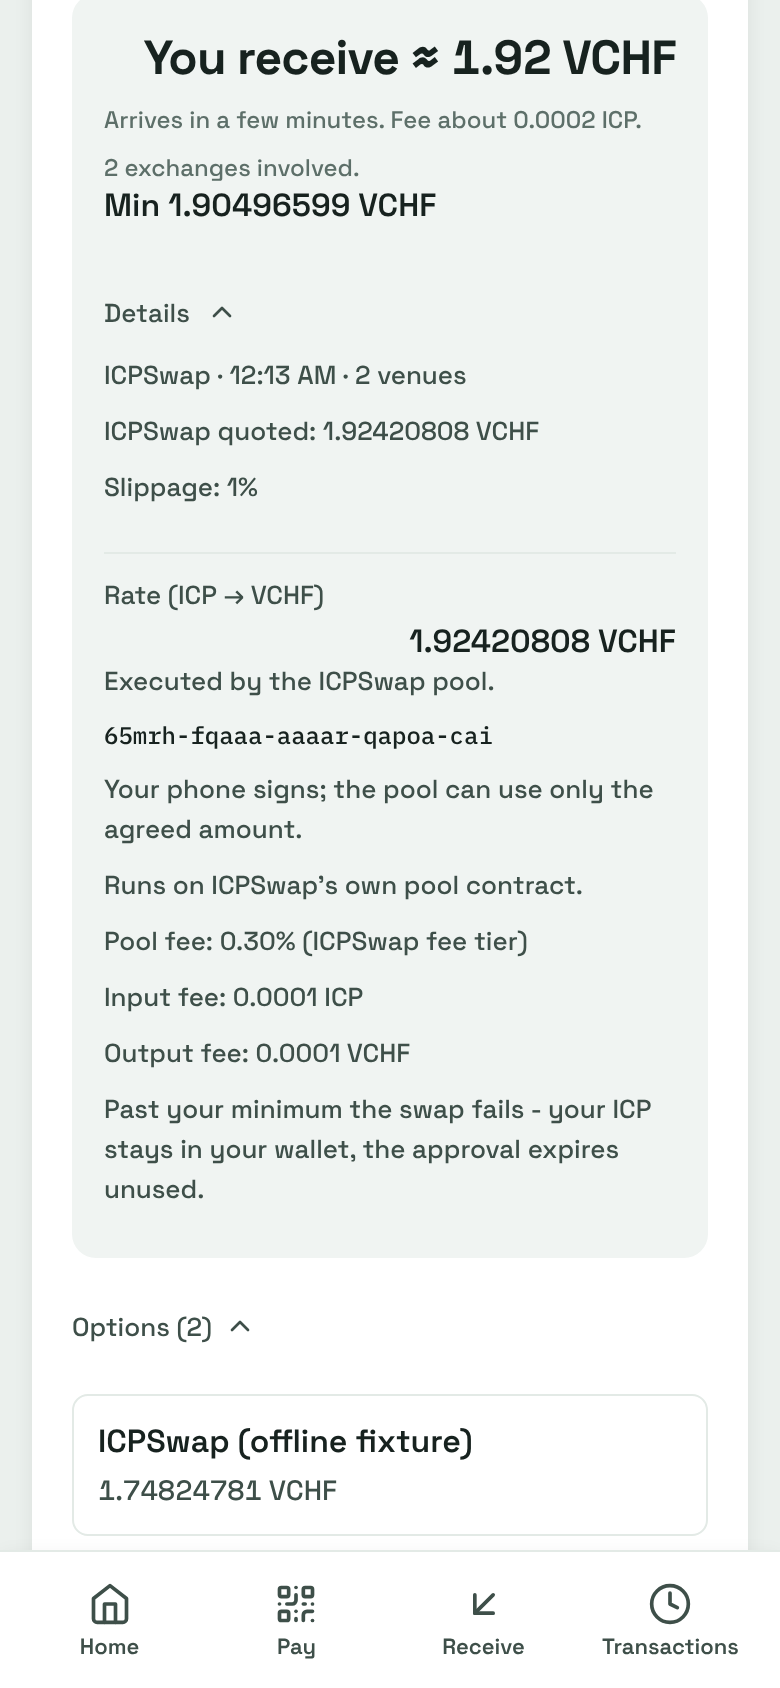 You receive ≈ 1.92 VCHF
Arrives in a few minutes. Fee about 0.0002 ICP.
2 exchanges involved.
Min 1.90496599 VCHF
Details
ICPSwap · 12:13 AM · 2 venues
ICPSwap quoted: 1.92420808 VCHF
Slippage: 1%
Rate (ICP → VCHF)
1.92420808 VCHF
Executed by the ICPSwap pool.
65mrh-fqaaa-aaaar-qapoa-cai
Your phone signs; the pool can use only the
agreed amount.
Runs on ICPSwap’s own pool contract.
Pool fee: 0.30% (ICPSwap fee tier)
Input fee: 0.0001 ICP
Output fee: 0.0001 VCHF
Past your minimum the swap fails - your ICP
stays in your wallet, the approval expires
unused.
Options (2)
ICPSwap (offline fixture)
1.74824781 VCHF
Home
Pay
Receive
Transactions